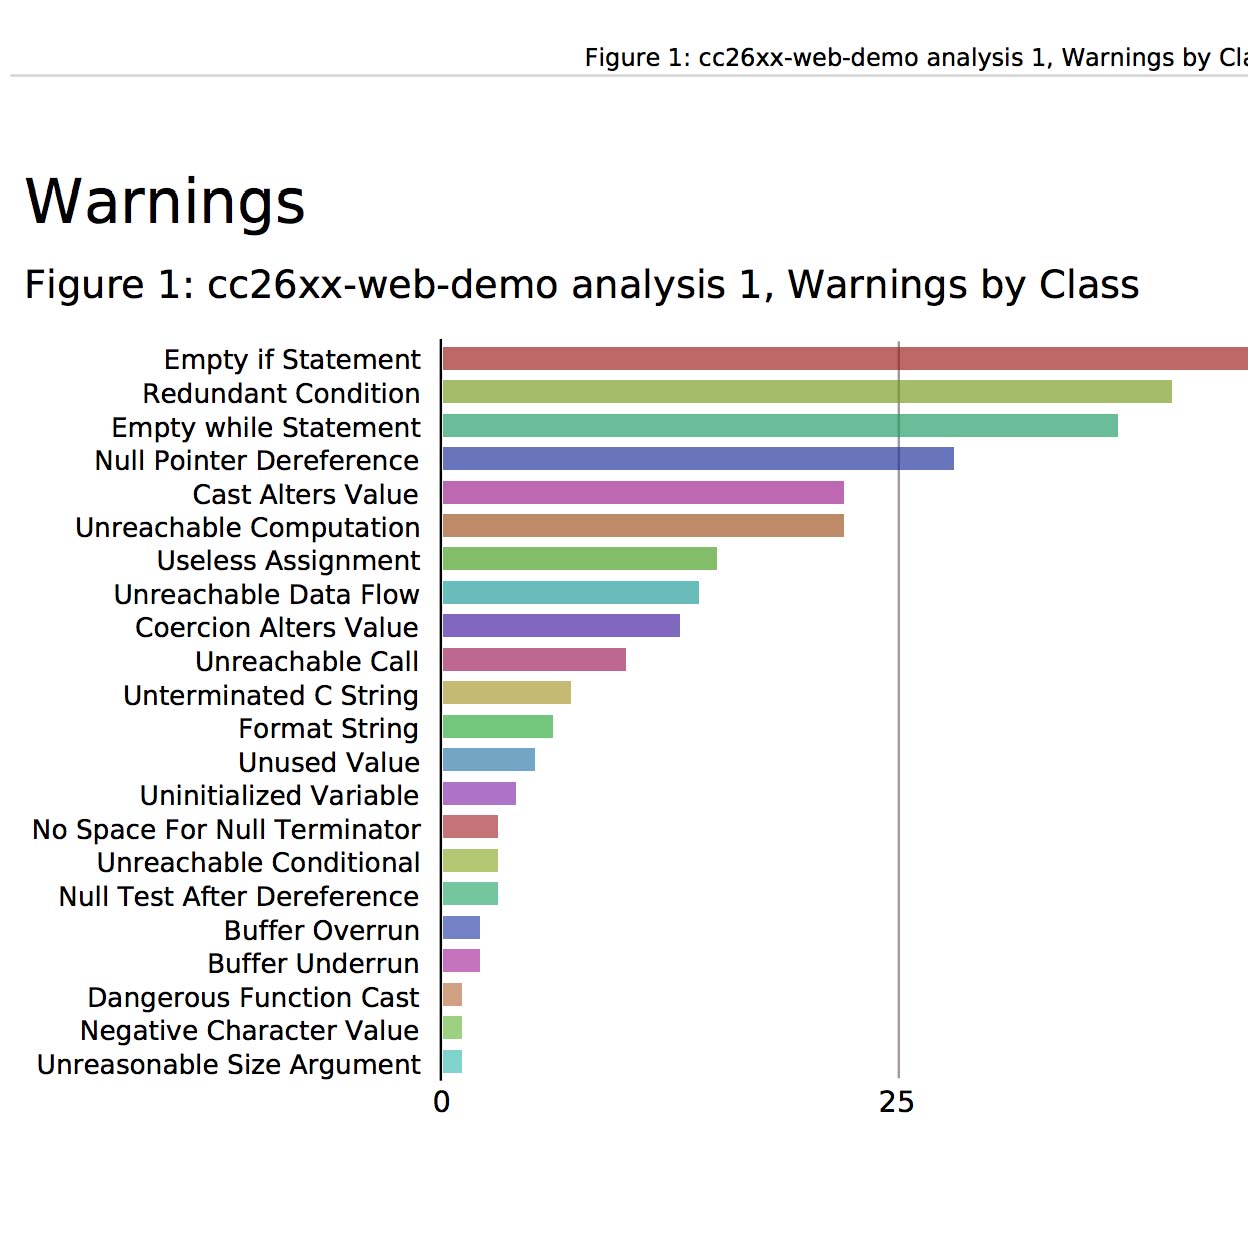 Figure 1: cc26xx-web-demo analysis 1, Warnings by
Warnings
Figure 1: cc26xx-web-demo analysis 1, Warnings by Class
Empty if Statement
Redundant Condition
Empty while Statement
Null Pointer Dereference
Cast Alters Value
Unreachable Computation
Useless Assignment
Unreachable Data Flow
Coercion Alters Value
Unreachable Call
Unterminated C String
Format String
Unused Value
Uninitialized Variable
No Space For Null Terminator
Unreachable Conditional
Null Test After Dereference
Buffer Overrun
Buffer Underrun
Dangerous Function Cast
Negative Character Value
Unreasonable Size Argument
0 25